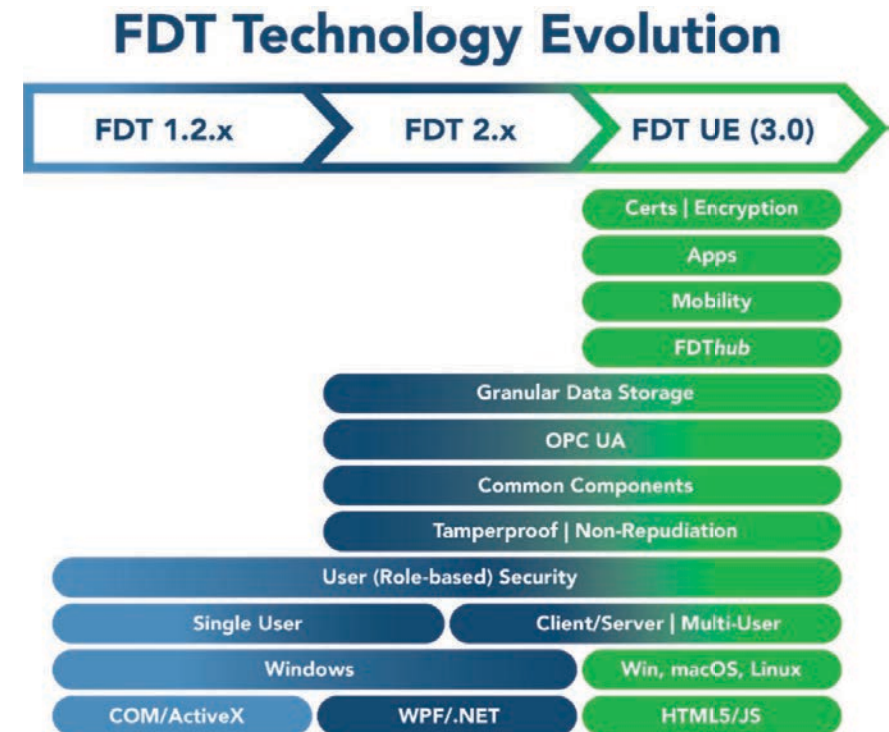 FDT Technology Evolution
FDT 1.2.x
FDT 2.x
FDT UE (3.0)
Certs | Encryption
Apps
Mobility
FDThub
Granular Data Storage
OPC UA
Common Components
Tamperproof | Non-Repudiation
User (Role-based) Security
Single User
Client/Server | Multi-User
Windows
Win, macOS, Linux
COM/ActiveX
WPF/.NET
HTML5/JS